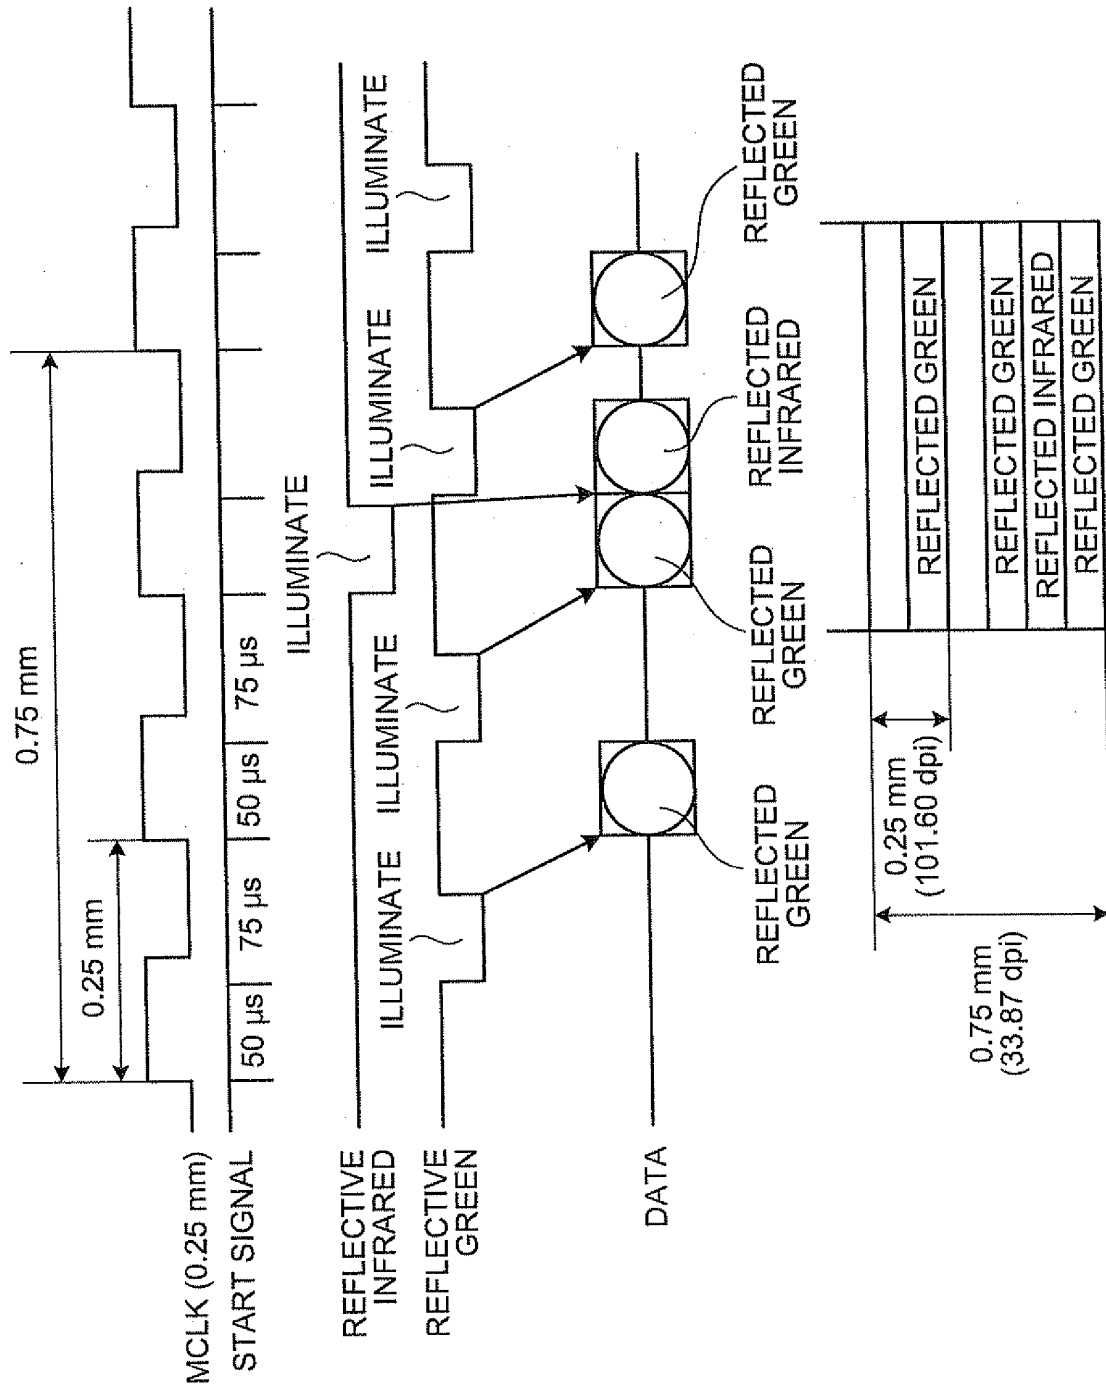 0.75 mm
0.25 mm
MCLK (0.25 mm)
START SIGNAL
50 µs
75 µs
50 µs
75 µs
ILLUMINATE
REFLECTIVE
INFRARED
ILLUMINATE
ILLUMINATE
ILLUMINATE
ILLUMINATE
REFLECTIVE
GREEN
DATA
REFLECTED
GREEN
REFLECTED
GREEN
REFLECTED
INFRARED
REFLECTED
GREEN
0.25 mm
(101.60 dpi)
0.75 mm
(33.87 dpi)
REFLECTED GREEN
REFLECTED GREEN
REFLECTED INFRARED
REFLECTED GREEN